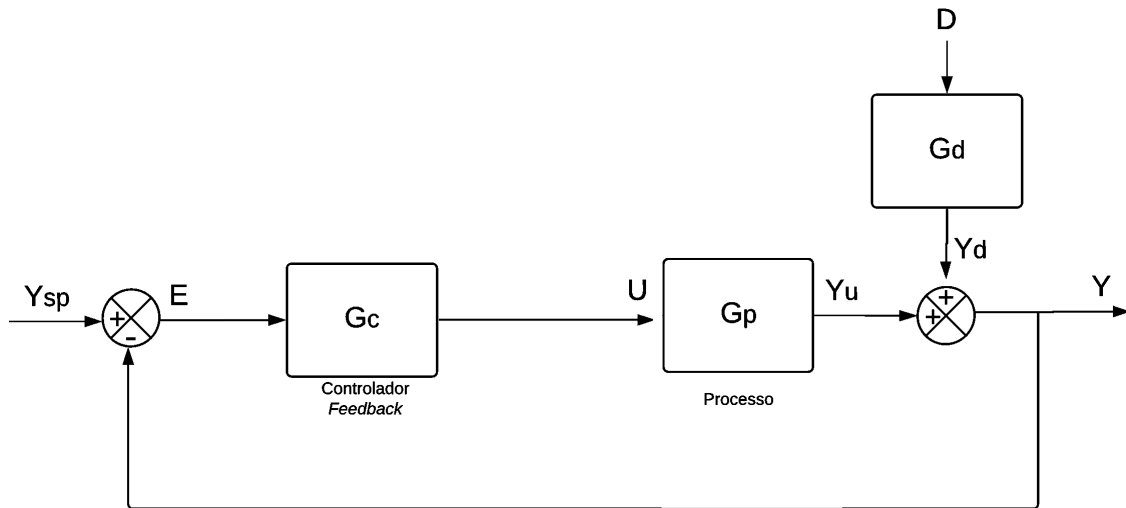 D
Gd
Yd
Ysp
+
-
E
Gc
Controlador
Feedback
U
Gp
Processo
Yu
+
+
Y